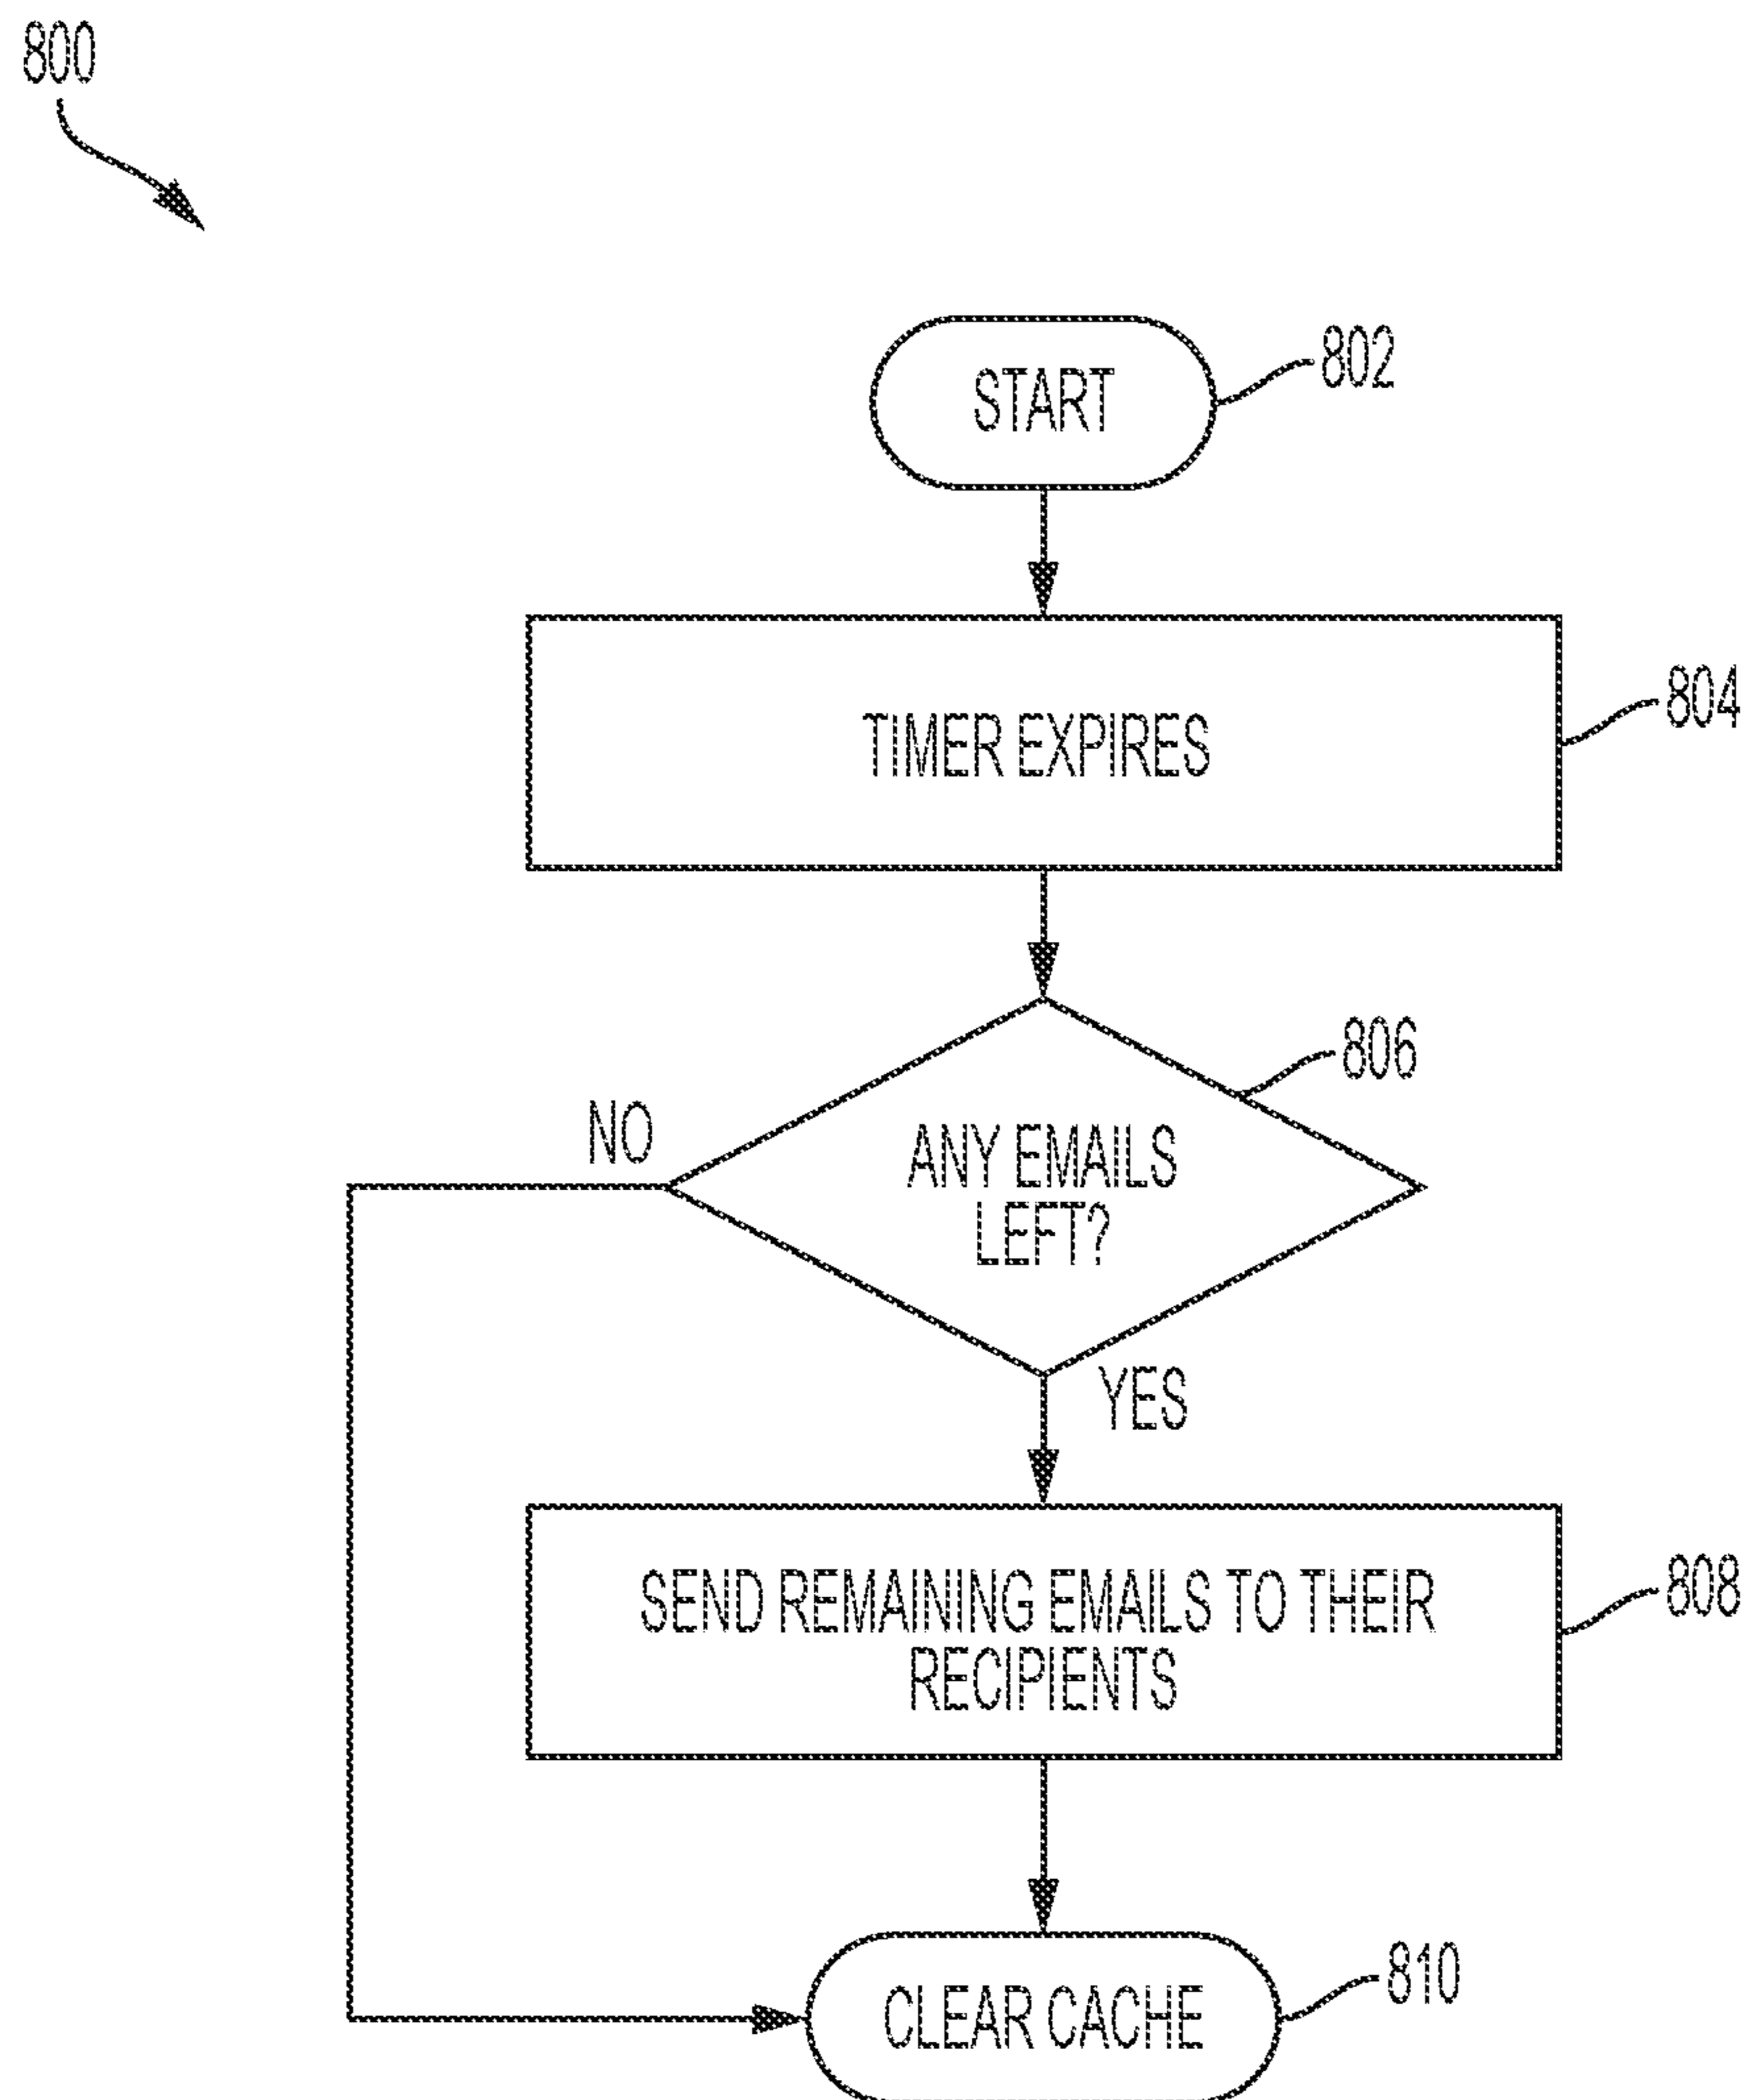 800
START
802
TIMER EXPIRES
804
806
NO
ANY EMAILS
LEFT?
YES
SEND REMAINING EMAILS TO THEIR
RECIPIENTS
808
CLEAR CACHE
810